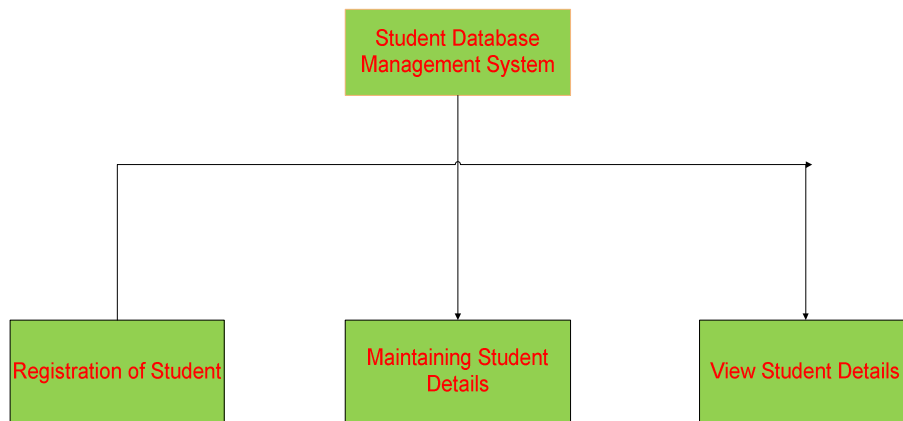 Student Database
Management System
Registration of Student
Maintaining Student
Details
View Student Details